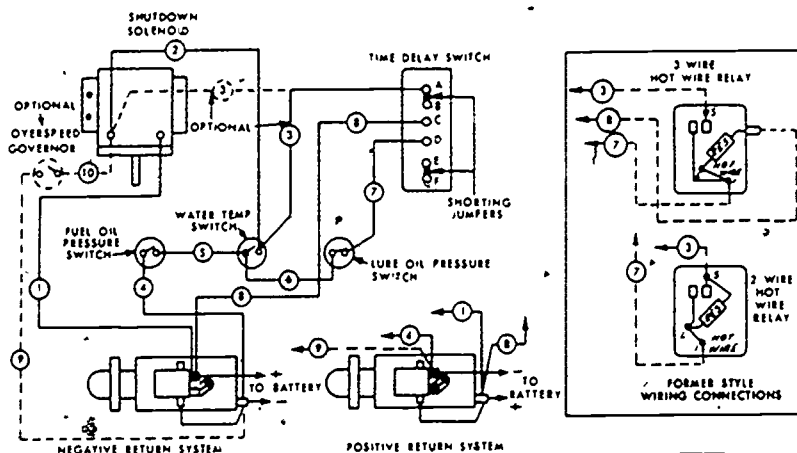 SHUTDOWN
SOLENOID
2
OPTIONAL
OVERSPEED
GOVERNOR
10
OPTIONAL
3
3
TIME DELAY SWITCH
A
B
C
D
E
F
8
7
SHORTING
JUMPERS
FUEL OIL
PRESSURE
SWITCH
5
WATER TEMP
SWITCH
6
LUBE OIL PRESSURE
SWITCH
1
4
8
9
TO BATTERY
+
-
NEGATIVE RETURN SYSTEM
9
4
1
8
TO
BATTERY
+
POSITIVE RETURN SYSTEM
3 WIRE
HOT WIRE RELAY
3
8
7
S
RES
HOT
WIRE
3
7
S
RES
L
HOT
WIRE
2 WIRE
HOT WIRE
RELAY
FORMER STYLE
WIRING CONNECTIONS